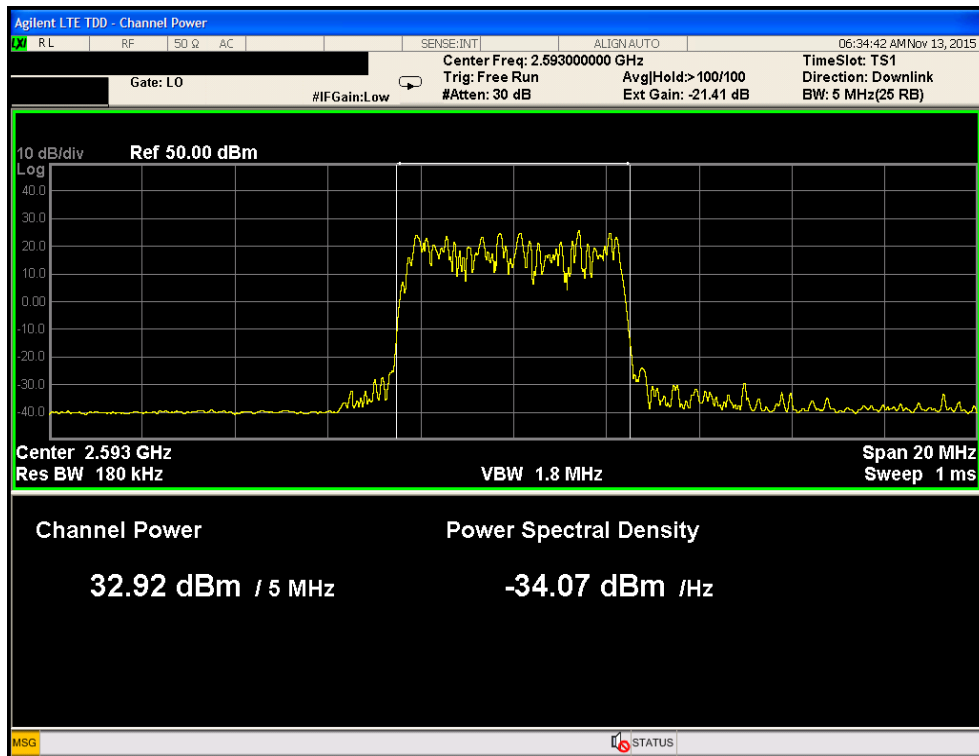 Agilent LTE TDD - Channel Power
LXI RL RF 50 Ω AC SENSE:INT ALIGN AUTO 06:34:42 AM Nov 13, 2015
Center Freq: 2.593000000 GHz TimeSlot: TS1
Gate: LO Trig: Free Run Avg|Hold:>100/100 Direction: Downlink
#IFGain:Low #Atten: 30 dB Ext Gain: -21.41 dB BW: 5 MHz(25 RB)
10 dB/div Ref 50.00 dBm
Log
40.0
30.0
20.0
10.0
0.00
-10.0
-20.0
-30.0
-40.0
Center 2.593 GHz Span 20 MHz
Res BW 180 kHz VBW 1.8 MHz Sweep 1 ms
Channel Power Power Spectral Density
32.92 dBm / 5 MHz -34.07 dBm /Hz
MSG STATUS